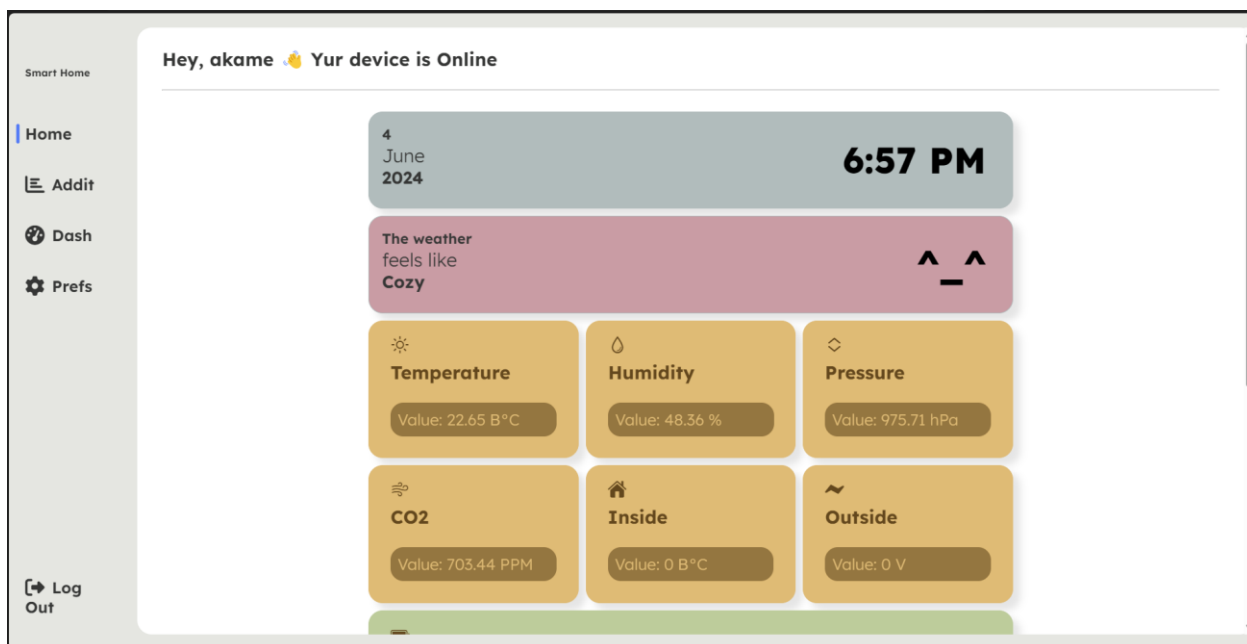 Smart Home
Home
Addit
Dash
Prefs
Log
Out
Hey, akame 👋 Yur device is Online
4
June
2024
6:57 PM
The weather
feels like
Cozy
^_^
Temperature
Value: 22.65 B°C
Humidity
Value: 48.36 %
Pressure
Value: 975.71 hPa
CO2
Value: 703.44 PPM
Inside
Value: 0 B°C
Outside
Value: 0 V